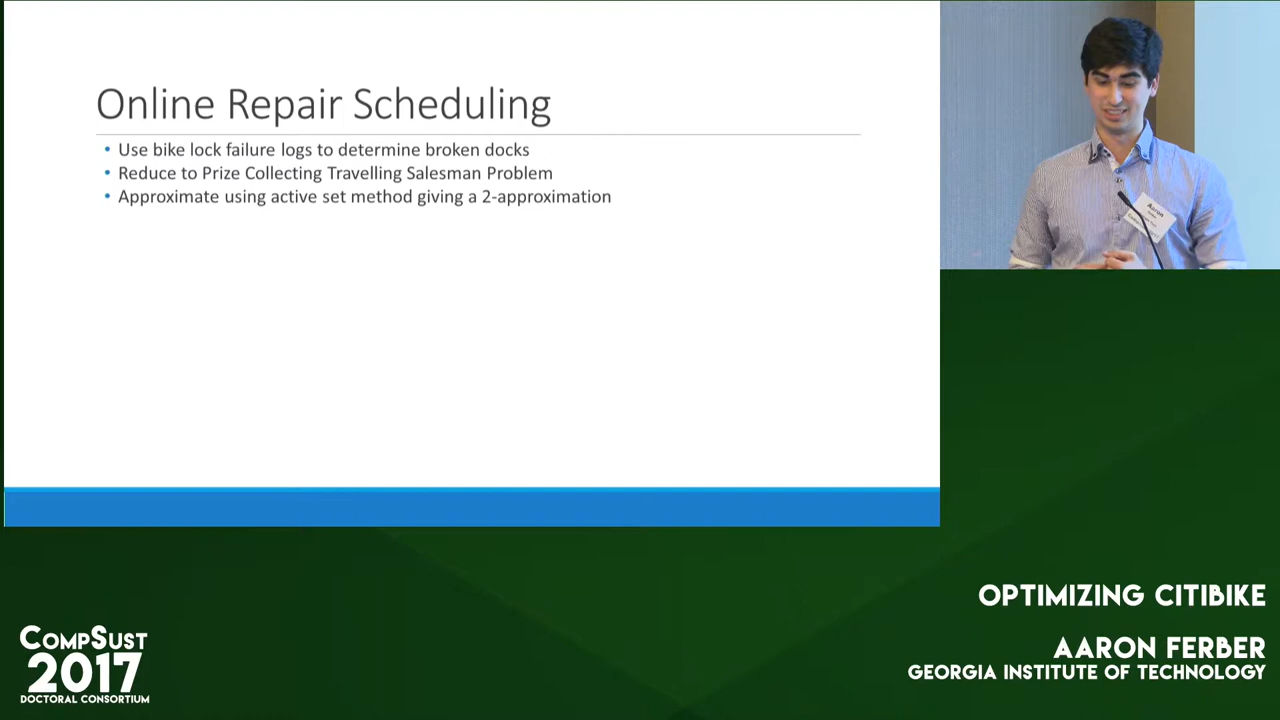 Online Repair Scheduling
• Use bike lock failure logs to determine broken docks
• Reduce to Prize Collecting Travelling Salesman Problem
• Approximate using active set method giving a 2-approximation
Aaron
OPTIMIZING CITIBIKE
AARON FERBER
GEORGIA INSTITUTE OF TECHNOLOGY
COMPSUST
2017
DOCTORAL CONSORTIUM